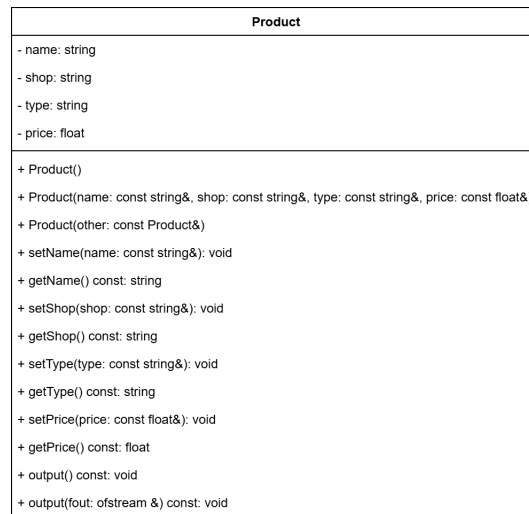 Product
- name: string
- shop: string
- type: string
- price: float
+ Product()
+ Product(name: const string&, shop: const string&, type: const string&, price: const float&
+ Product(other: const Product&)
+ setName(name: const string&): void
+ getName() const: string
+ setShop(shop: const string&): void
+ getShop() const: string
+ setType(type: const string&): void
+ getType() const: string
+ setPrice(price: const float&): void
+ getPrice() const: float
+ output() const: void
+ output(fout: ofstream &) const: void